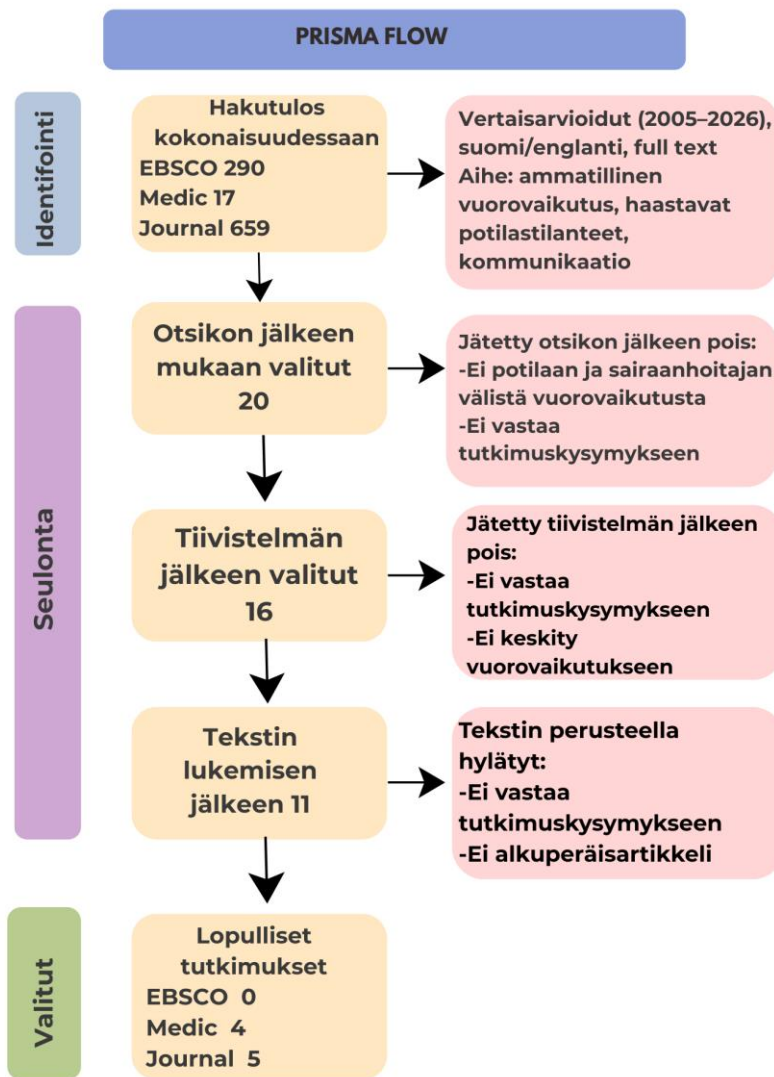 PRISMA FLOW
Identifointi
Hakutulos
kokonaisuudessaan
EBSCO 290
Medic 17
Journal 659
Vertaisarvioidut (2005–2026),
suomi/englanti, full text
Aihe: ammatillinen
vuorovaikutus, haastavat
potilastilanteet,
kommunikaatio
Seulonta
Otsikon jälkeen
mukaan valitut
20
Jätetty otsikon jälkeen pois:
-Ei potilaan ja sairaanhoitajan
välistä vuorovaikutusta
-Ei vastaa
tutkimuskysymykseen
Tiivistelmän
jälkeen valitut
16
Jätetty tiivistelmän jälkeen
pois:
-Ei vastaa
tutkimuskysymykseen
-Ei keskity
vuorovaikutukseen
Tekstin
lukemisen
jälkeen 11
Tekstin perusteella
hylätyt:
-Ei vastaa
tutkimuskysymykseen
-Ei alkuperäisartikkeli
Valitut
Lopulliset
tutkimukset
EBSCO 0
Medic 4
Journal 5